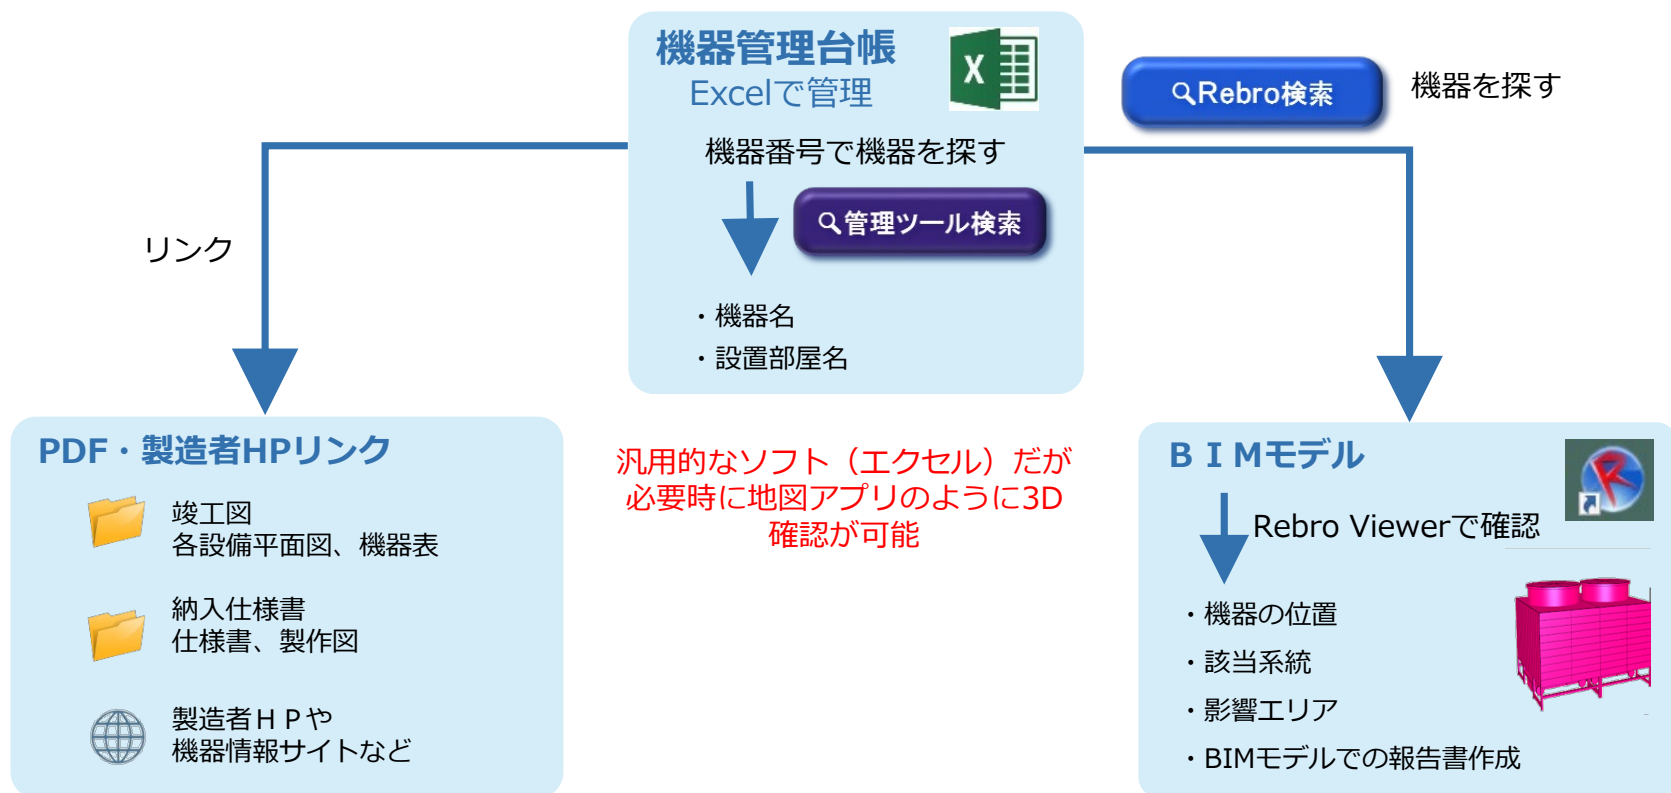 機器管理台帳
Excelで管理
機器番号で機器を探す
管理ツール検索
・機器名
・設置部屋名
Rebro検索
機器を探す
リンク
PDF・製造者HPリンク
竣工図
各設備平面図、機器表
納入仕様書
仕様書、製作図
製造者ＨＰや
機器情報サイトなど
汎用的なソフト（エクセル）だが
必要時に地図アプリのように3D
確認が可能
ＢＩＭモデル
Rebro Viewerで確認
・機器の位置
・該当系統
・影響エリア
・BIMモデルでの報告書作成